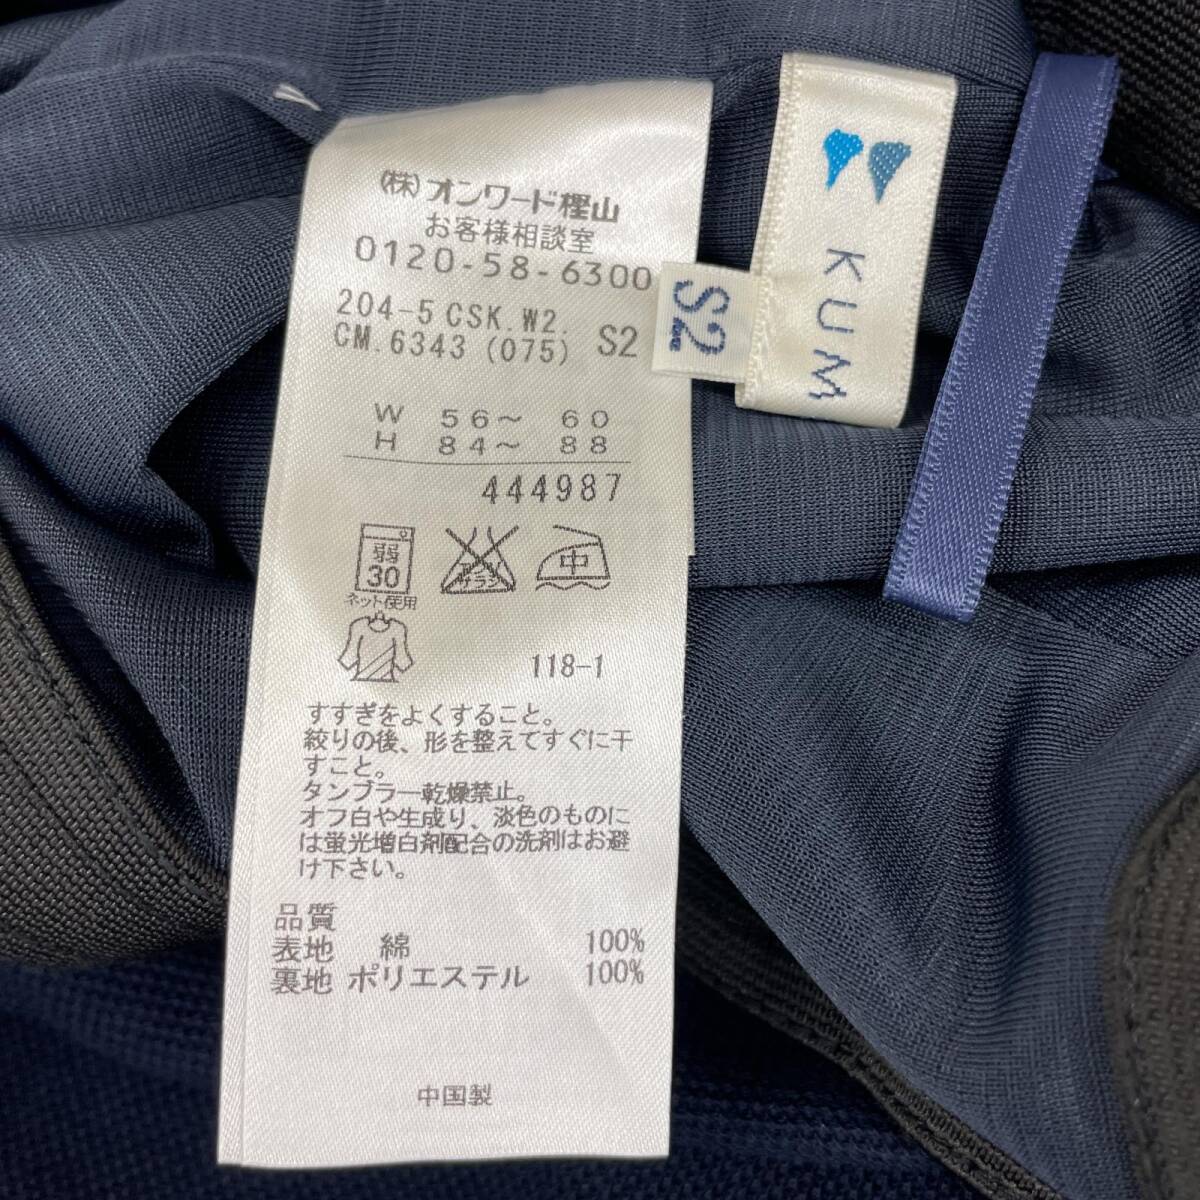 (株)オンワード樫山
お客様相談室
0120-58-6300
204-5 CSK.W2.
CM.6343 (075) S2
W 56〜 60
H 84〜 88
444987
弱
30
ネット使用
中
118-1
すすぎをよくすること。
絞りの後、形を整えてすぐに干
すこと。
タンブラー乾燥禁止。
オフ白や生成り、淡色のものに
は蛍光増白剤配合の洗剤はお避
け下さい。
品質
表地 綿 100%
裏地 ポリエステル 100%
中国製
S2
KUM